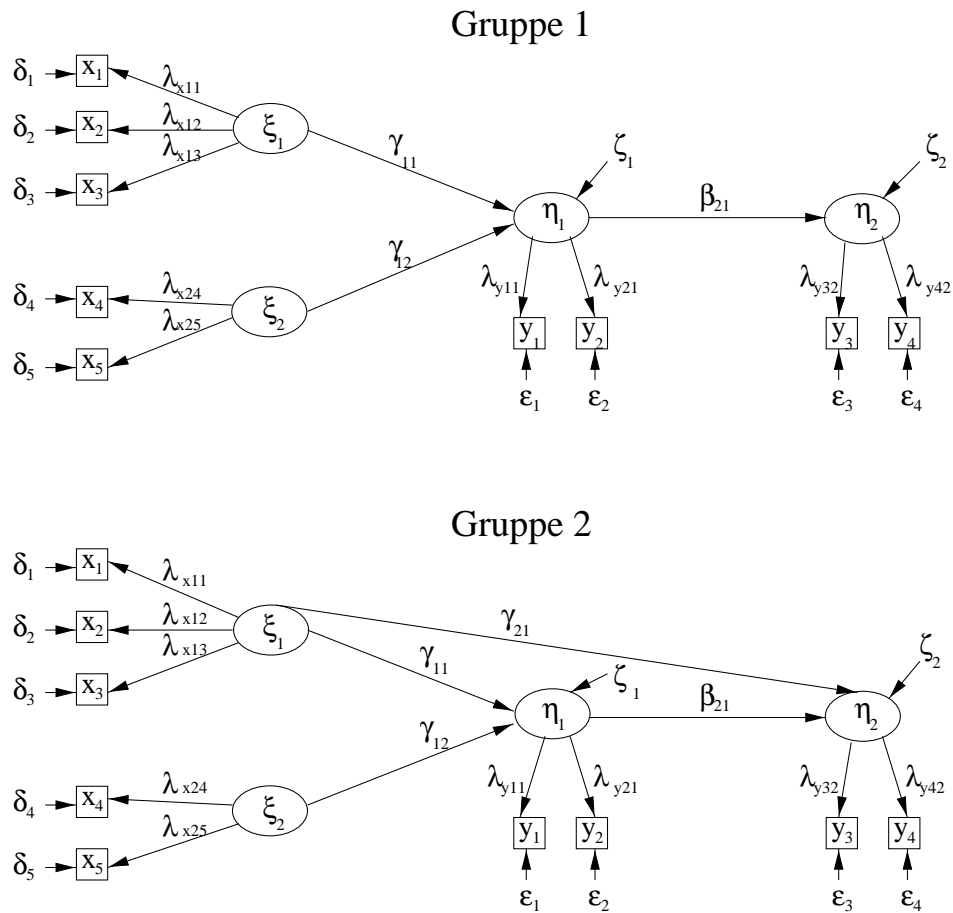 Gruppe 1
δ₁ x₁ λₓ₁₁
δ₂ x₂ λₓ₁₂ ξ₁
δ₃ x₃ λₓ₁₃
γ₁₁ ζ₁ ζ₂
η₁ β₂₁ η₂
γ₁₂
δ₄ x₄ λₓ₂₄ ξ₂ λy₁₁ λy₂₁ λy₃₂ λy₄₂
δ₅ x₅ λₓ₂₅ y₁ y₂ y₃ y₄
ε₁ ε₂ ε₃ ε₄
Gruppe 2
δ₁ x₁ λₓ₁₁
δ₂ x₂ λₓ₁₂ ξ₁ γ₂₁
δ₃ x₃ λₓ₁₃
γ₁₁ ζ₁ ζ₂
η₁ β₂₁ η₂
γ₁₂
δ₄ x₄ λₓ₂₄ ξ₂ λy₁₁ λy₂₁ λy₃₂ λy₄₂
δ₅ x₅ λₓ₂₅ y₁ y₂ y₃ y₄
ε₁ ε₂ ε₃ ε₄